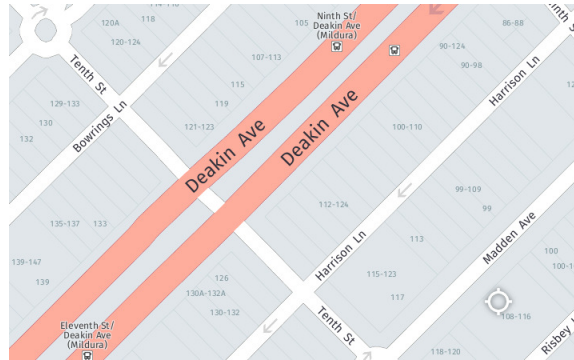 114-116
118
120A
120-124
Tenth St
105
107-113
115
119
121-123
Ninth St/
Deakin Ave
(Mildura)
86-88
90-124
90-98
Harrison Ln
129-133
130
132
Bowrings Ln
Deakin Ave
Deakin Ave
100-110
112-124
99-109
99
113
Madden Ave
135-137
133
139-147
139
126
130A-132A
130-132
Harrison Ln
115-123
117
100
108-116
Tenth St
118-120
Eleventh St/
Deakin Ave
(Mildura)